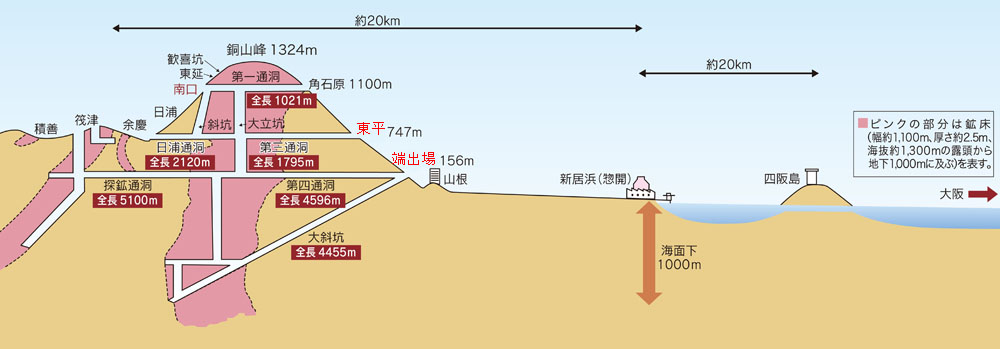 約20km
約20km
銅山峰 1324m
歓喜坑
東延
南口
第一通洞
角石原 1100m
全長 1021m
日浦
斜坑
大立坑
東平 747m
積善
筏津
余慶
日浦通洞
全長 2120m
第三通洞
全長 1795m
端出場 156m
山根
探鉱通洞
全長 5100m
第四通洞
全長 4596m
大斜坑
全長 4455m
新居浜(惣開)
四阪島
大阪
海面下
1000m
ピンクの部分は鉱床
(幅約1,100m、厚さ約2.5m、
海抜約1,300mの露頭から
地下1,000mに及ぶ)を表す。